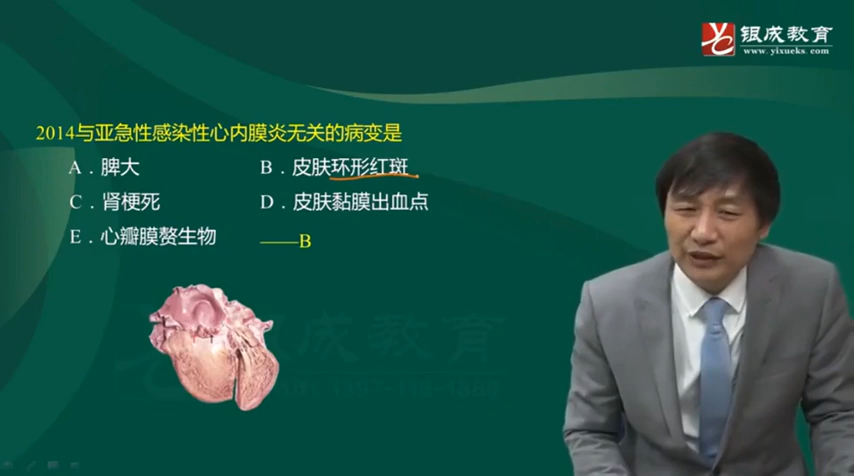 银成教育
www.yixueks.com
2014与亚急性感染性心内膜炎无关的病变是
A．脾大
B．皮肤环形红斑．
C．肾梗死
D．皮肤黏膜出血点
E．心瓣膜赘生物
——B
银成教育